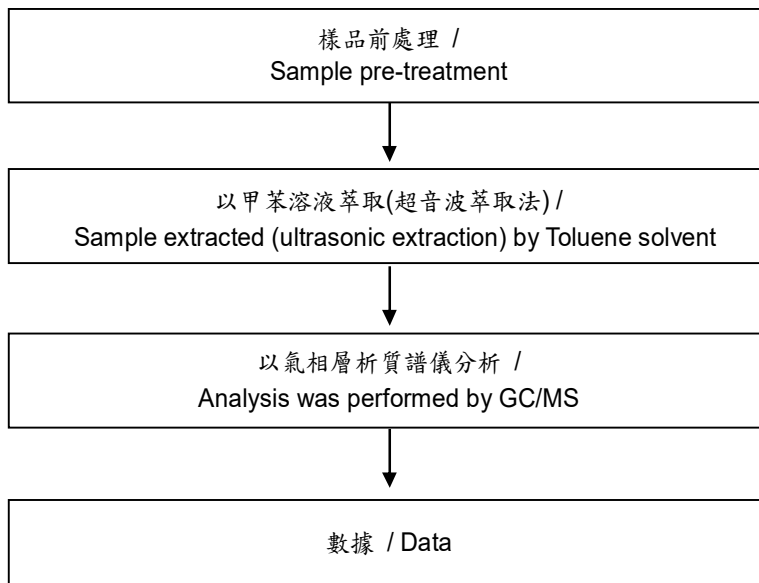 樣品前處理 /
Sample pre-treatment
以甲苯溶液萃取(超音波萃取法) /
Sample extracted (ultrasonic extraction) by Toluene solvent
以氣相層析質譜儀分析 /
Analysis was performed by GC/MS
數據 / Data